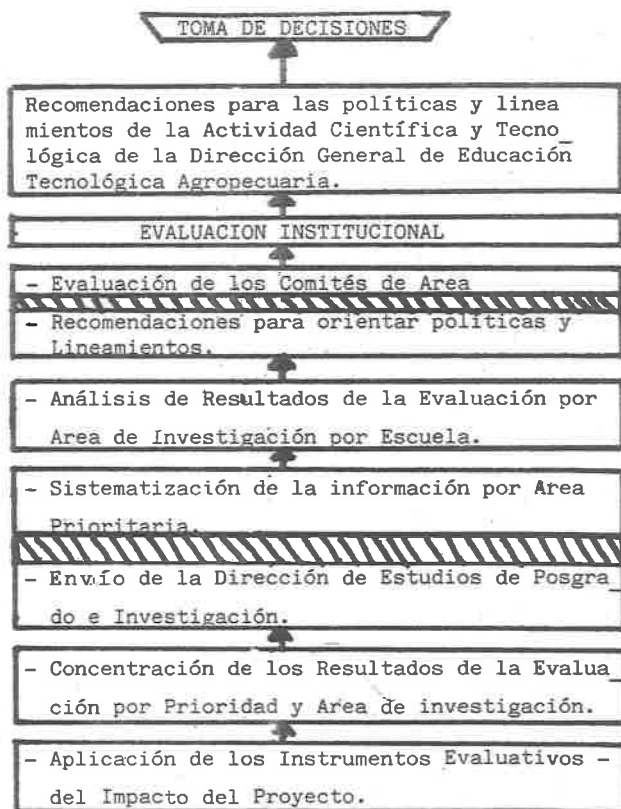 TOMA DE DECISIONES
Recomendaciones para las políticas y linea
mientos de la Actividad Científica y Tecno_
lógica de la Dirección General de Educación
Tecnológica Agropecuaria.
EVALUACION INSTITUCIONAL
- Evaluación de los Comités de Area
- Recomendaciones para orientar políticas y
Lineamientos.
- Análisis de Resultados de la Evaluación por
Area de Investigación por Escuela.
- Sistematización de la información por Area
Prioritaria.
- Envío de la Dirección de Estudios de Posgra_
do e Investigación.
- Concentración de los Resultados de la Evalua_
ción por Prioridad y Area de investigación.
- Aplicación de los Instrumentos Evaluativos -
del Impacto del Proyecto.